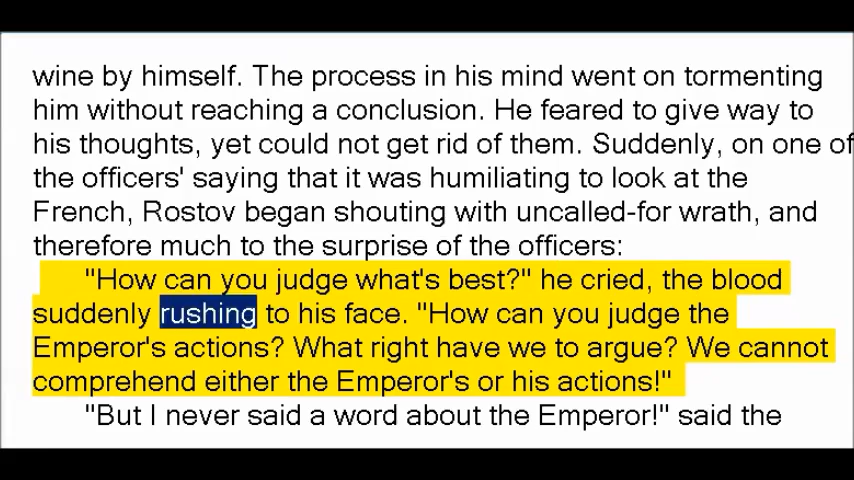 wine by himself. The process in his mind went on tormenting
him without reaching a conclusion. He feared to give way to
his thoughts, yet could not get rid of them. Suddenly, on one of
the officers' saying that it was humiliating to look at the
French, Rostov began shouting with uncalled-for wrath, and
therefore much to the surprise of the officers:
"How can you judge what's best?" he cried, the blood
suddenly rushing to his face. "How can you judge the
Emperor's actions? What right have we to argue? We cannot
comprehend either the Emperor's or his actions!"
"But I never said a word about the Emperor!" said the